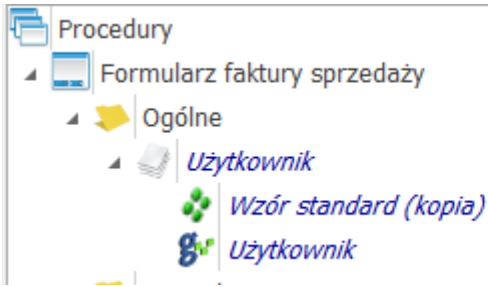 Procedury
Formularz faktury sprzedaży
Ogólne
Użytkownik
Wzór standard (kopia)
Użytkownik